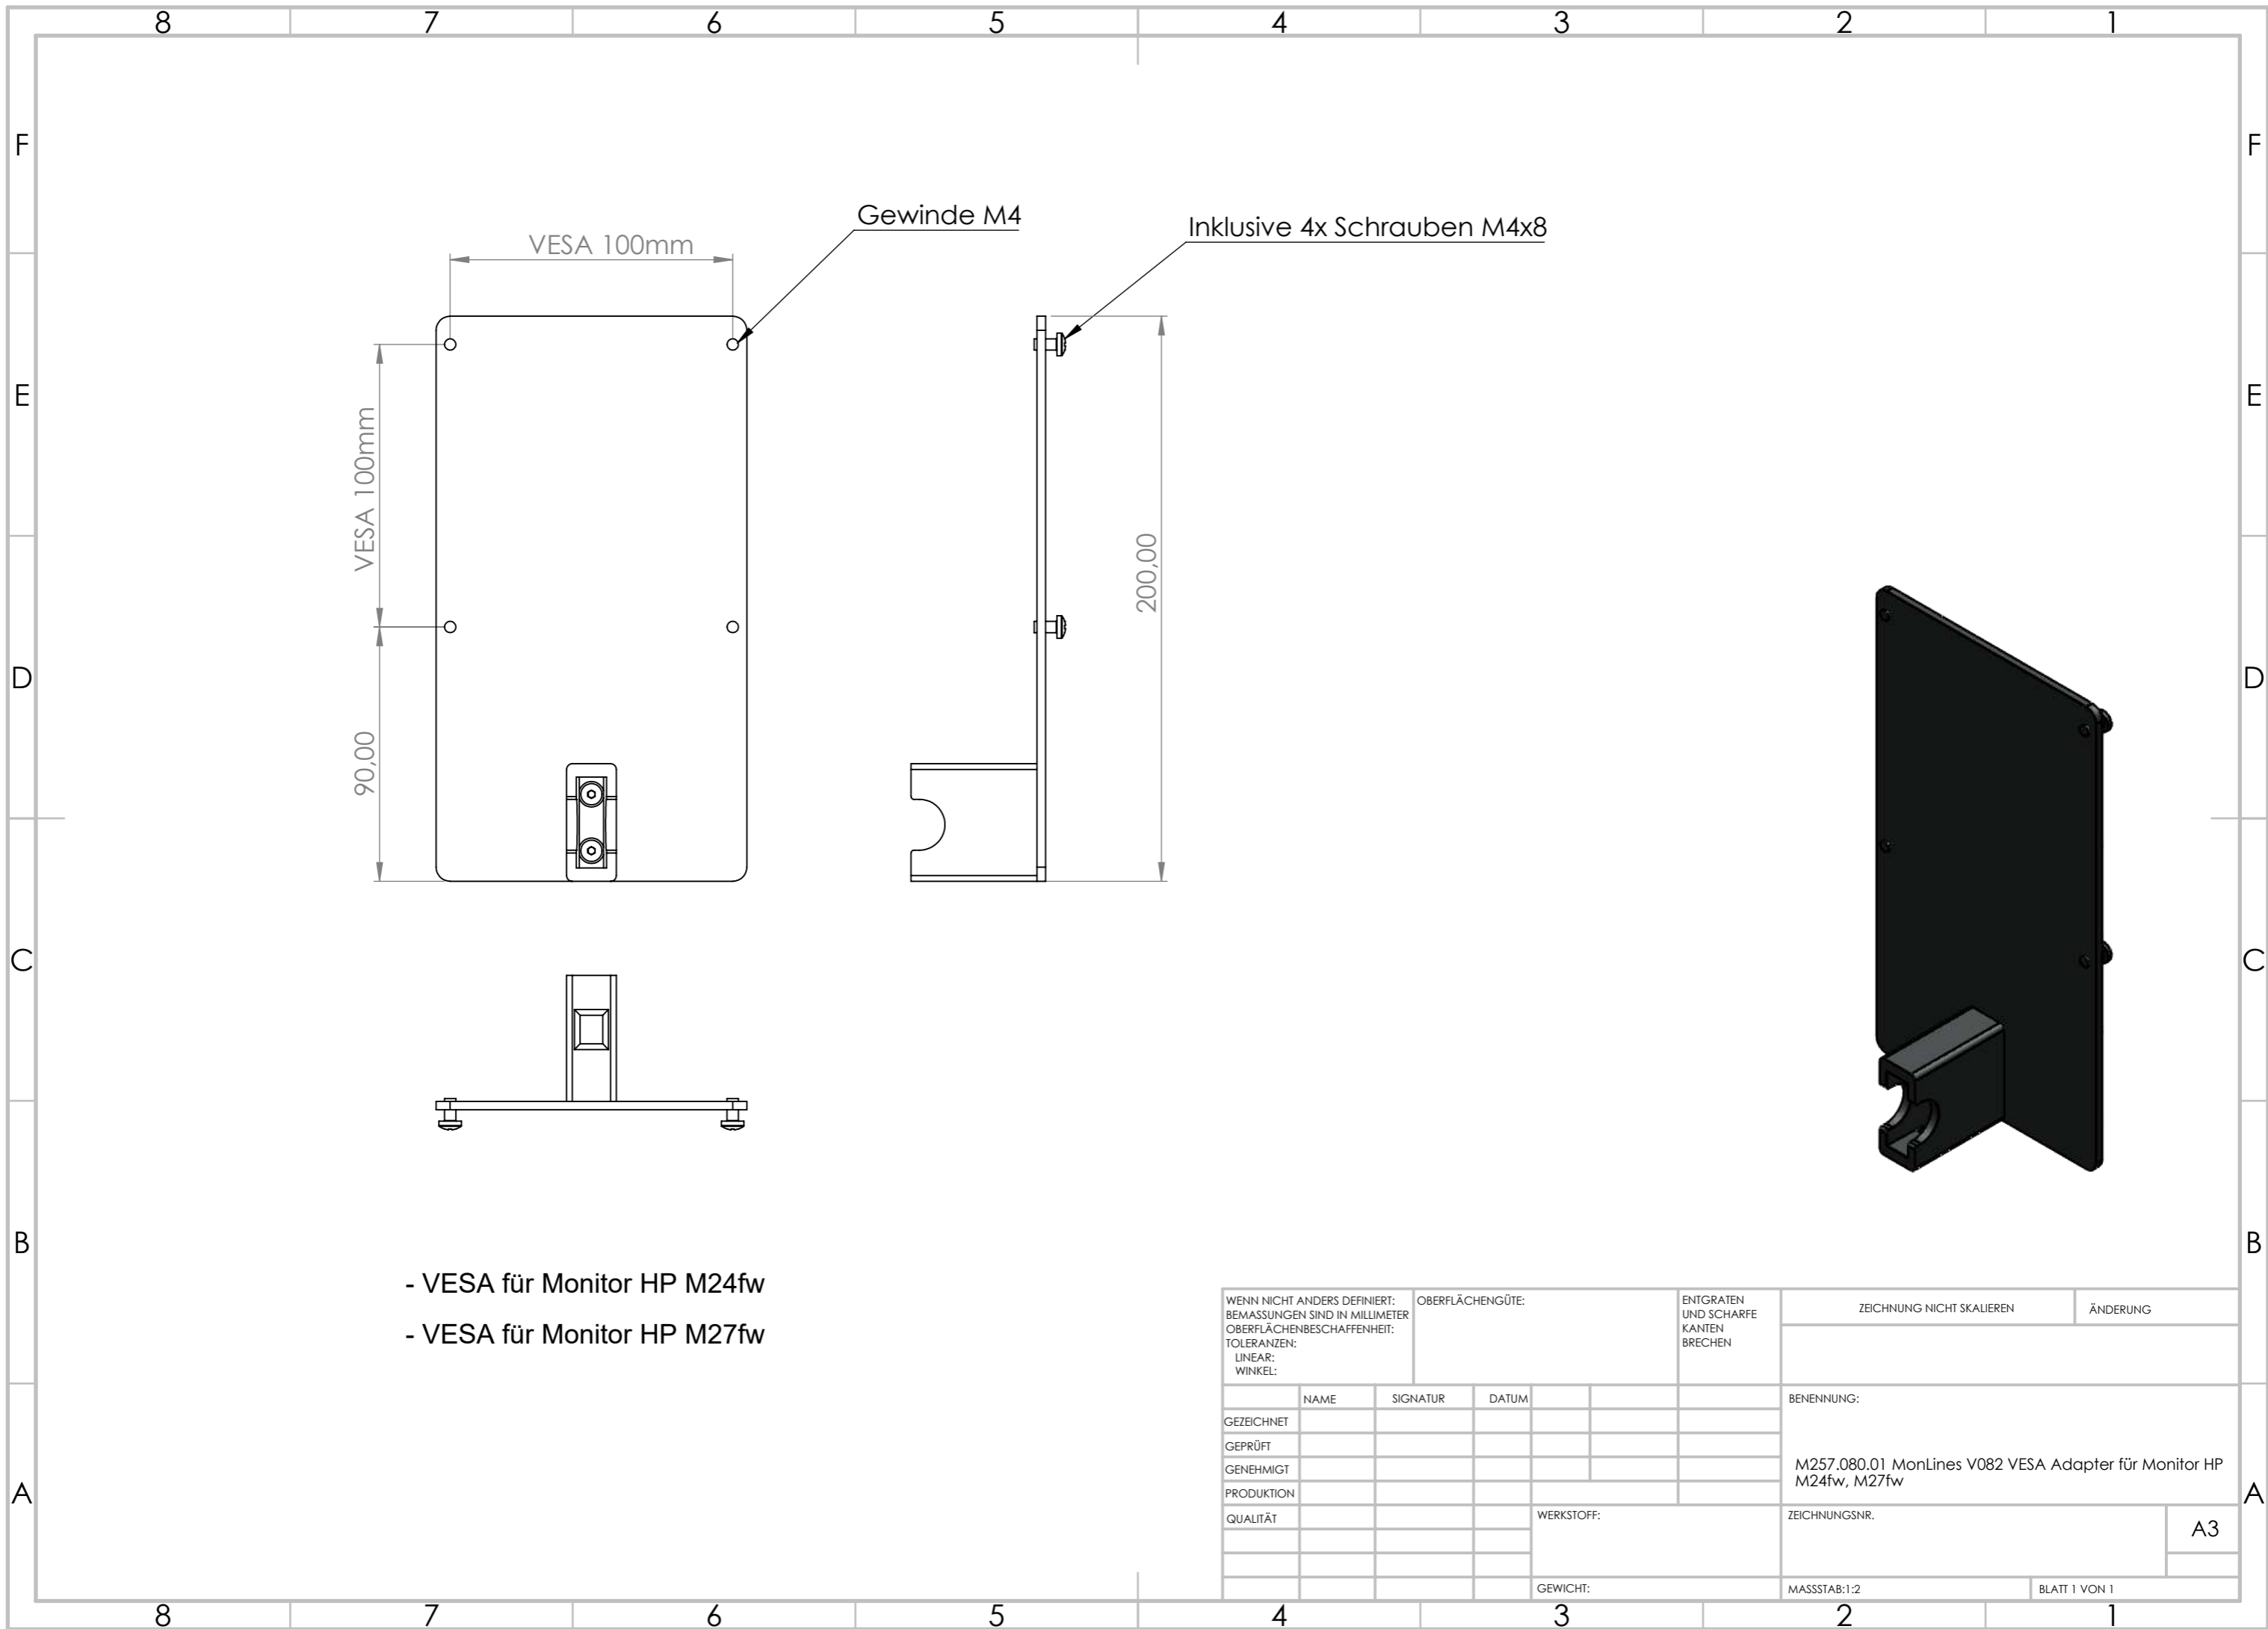 8 7 6 5 4 3 2 1
F F
Gewinde M4
Inklusive 4x Schrauben M4x8
VESA 100mm
E E
VESA 100mm
200,00
D D
90,00
C C
B B
- VESA für Monitor HP M24fw
- VESA für Monitor HP M27fw
WENN NICHT ANDERS DEFINIERT:
BEMASSUNGEN SIND IN MILLIMETER
OBERFLÄCHENBESCHAFFENHEIT:
TOLERANZEN:
LINEAR:
WINKEL:
OBERFLÄCHENGÜTE:
ENTGRATEN
UND SCHARFE
KANTEN
BRECHEN
ZEICHNUNG NICHT SKALIEREN
ÄNDERUNG
NAME SIGNATUR DATUM
GEZEICHNET
GEPRÜFT
GENEHMIGT
PRODUKTION
QUALITÄT
BENENNUNG:
M257.080.01 MonLines V082 VESA Adapter für Monitor HP
M24fw, M27fw
A A
WERKSTOFF:
ZEICHNUNGSNR.
A3
GEWICHT:
MASSSTAB:1:2
BLATT 1 VON 1
8 7 6 5 4 3 2 1